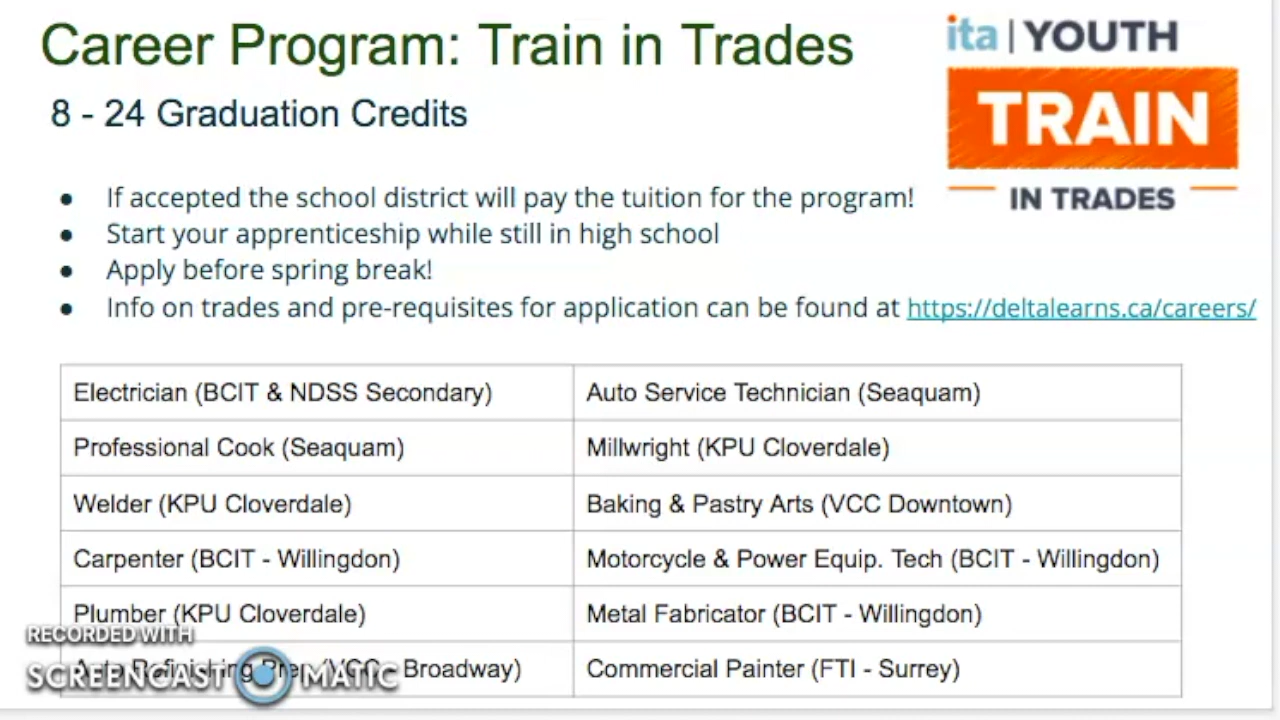 Career Program: Train in Trades
ita | YOUTH
TRAIN
IN TRADES
8 - 24 Graduation Credits
● If accepted the school district will pay the tuition for the program!
● Start your apprenticeship while still in high school
● Apply before spring break!
● Info on trades and pre-requisites for application can be found at https://deltalearns.ca/careers/
Electrician (BCIT & NDSS Secondary)
Auto Service Technician (Seaquam)
Professional Cook (Seaquam)
Millwright (KPU Cloverdale)
Welder (KPU Cloverdale)
Baking & Pastry Arts (VCC Downtown)
Carpenter (BCIT - Willingdon)
Motorcycle & Power Equip. Tech (BCIT - Willingdon)
Plumber (KPU Cloverdale)
Metal Fabricator (BCIT - Willingdon)
Auto Refinishing Prep (VCC - Broadway)
Commercial Painter (FTI - Surrey)
RECORDED WITH
SCREENCAST MATIC